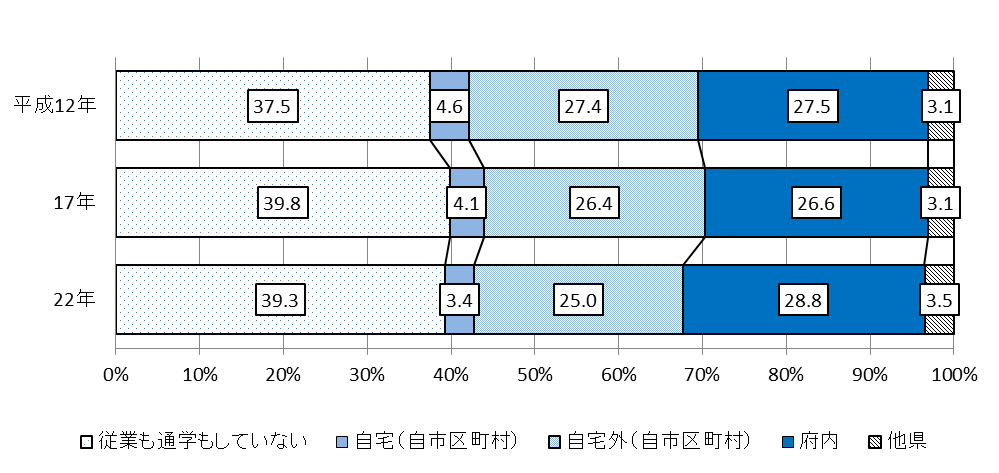 平成12年 37.5 4.6 27.4 27.5 3.1
17年 39.8 4.1 26.4 26.6 3.1
22年 39.3 3.4 25.0 28.8 3.5
0% 10% 20% 30% 40% 50% 60% 70% 80% 90% 100%
従業も通学もしていない 自宅（自市区町村） 自宅外（自市区町村） 府内 他県